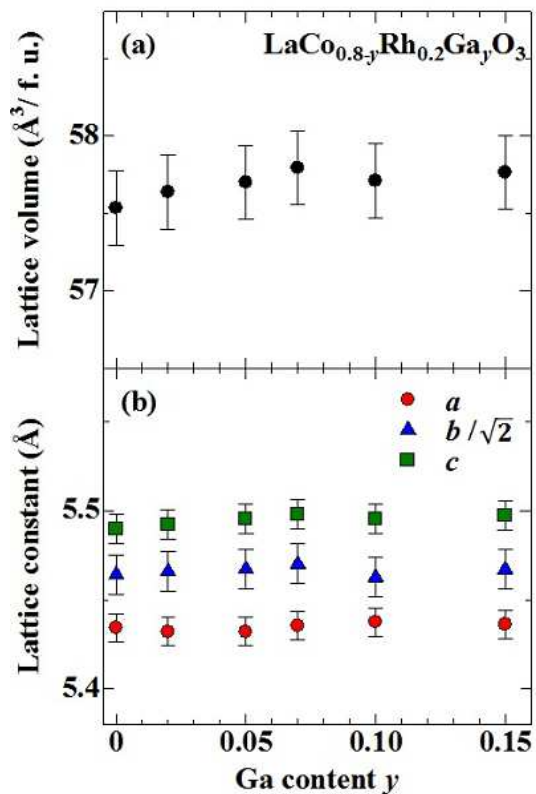 (a) LaCo0.8-yRh0.2GayO3
Lattice volume (Å3/ f. u.)
58
57
(b)
a
b /√2
c
Lattice constant (Å)
5.5
5.4
0 0.05 0.10 0.15
Ga content y